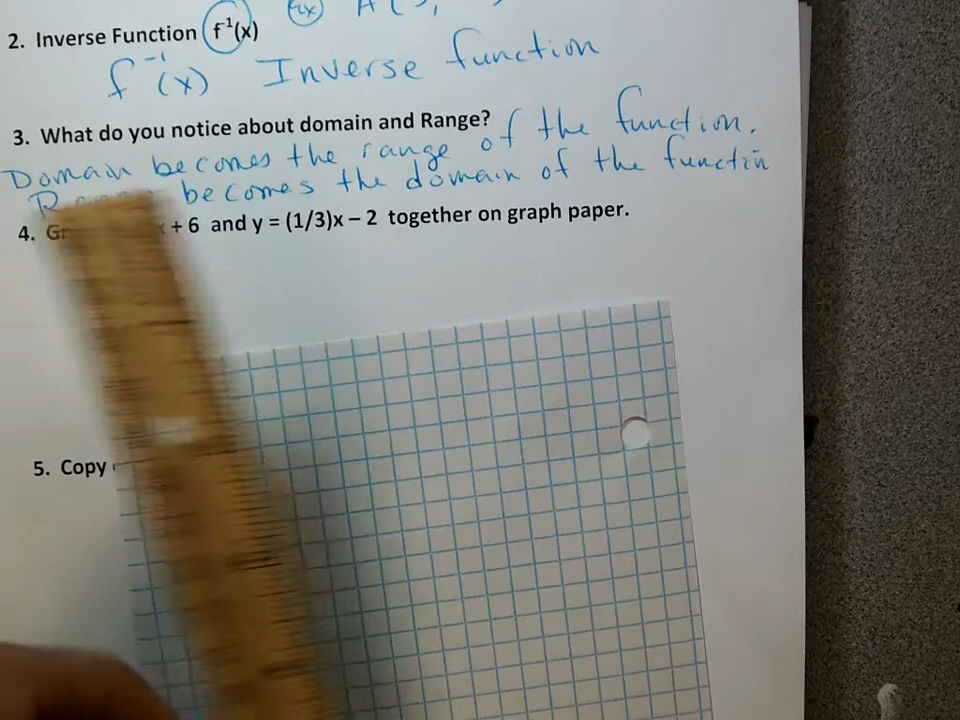 2. Inverse Function f⁻¹(x)
f⁻¹(x) Inverse function
3. What do you notice about domain and Range?
Domain becomes the range of the function.
becomes the domain of the functin
4. + 6 and y = (1/3)x – 2 together on graph paper.
5. Copy